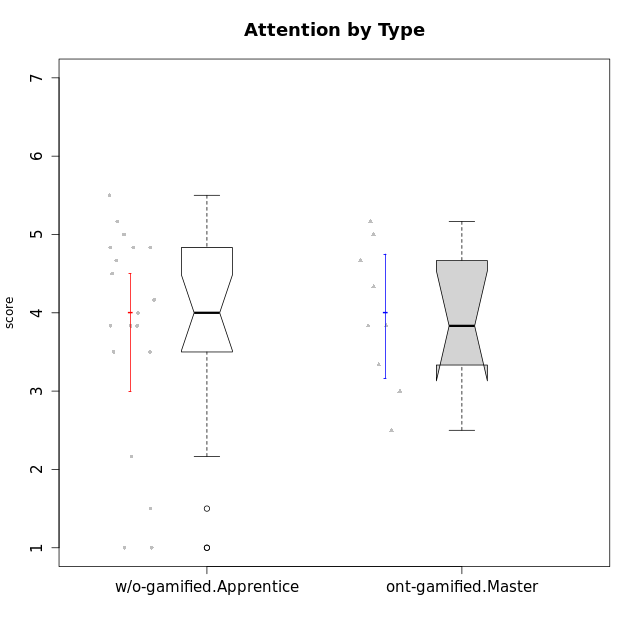 Attention by Type
score
7
6
5
4
3
2
1
w/o-gamified.Apprentice
ont-gamified.Master